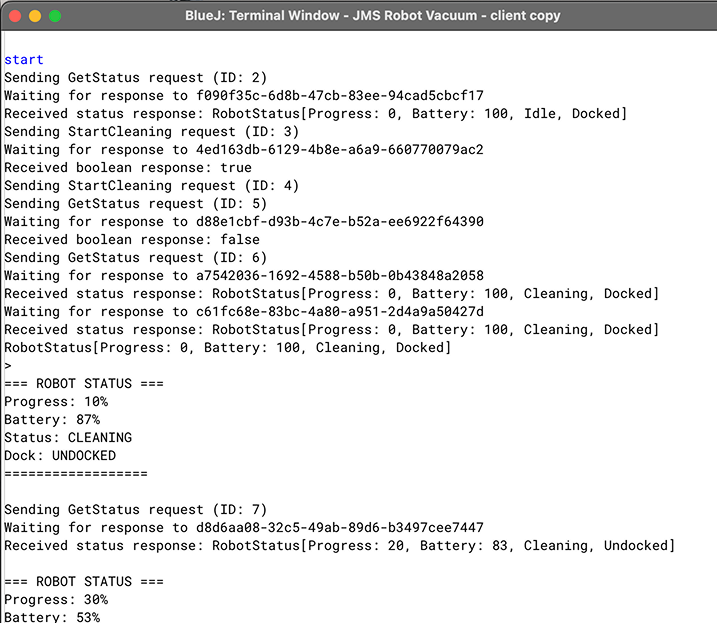 BlueJ: Terminal Window - JMS Robot Vacuum - client copy
start
Sending GetStatus request (ID: 2)
Waiting for response to f090f35c-6d8b-47cb-83ee-94cad5cbcf17
Received status response: RobotStatus[Progress: 0, Battery: 100, Idle, Docked]
Sending StartCleaning request (ID: 3)
Waiting for response to 4ed163db-6129-4b8e-a6a9-660770079ac2
Received boolean response: true
Sending StartCleaning request (ID: 4)
Sending GetStatus request (ID: 5)
Waiting for response to d88e1cbf-d93b-4c7e-b52a-ee6922f64390
Received boolean response: false
Sending GetStatus request (ID: 6)
Waiting for response to a7542036-1692-4588-b50b-0b43848a2058
Received status response: RobotStatus[Progress: 0, Battery: 100, Cleaning, Docked]
Waiting for response to c61fc68e-83bc-4a80-a951-2d4a9a50427d
Received status response: RobotStatus[Progress: 0, Battery: 100, Cleaning, Docked]
RobotStatus[Progress: 0, Battery: 100, Cleaning, Docked]
>
=== ROBOT STATUS ===
Progress: 10%
Battery: 87%
Status: CLEANING
Dock: UNDOCKED
==================
Sending GetStatus request (ID: 7)
Waiting for response to d8d6aa08-32c5-49ab-89d6-b3497cee7447
Received status response: RobotStatus[Progress: 20, Battery: 83, Cleaning, Undocked]
=== ROBOT STATUS ===
Progress: 30%
Battery: 53%